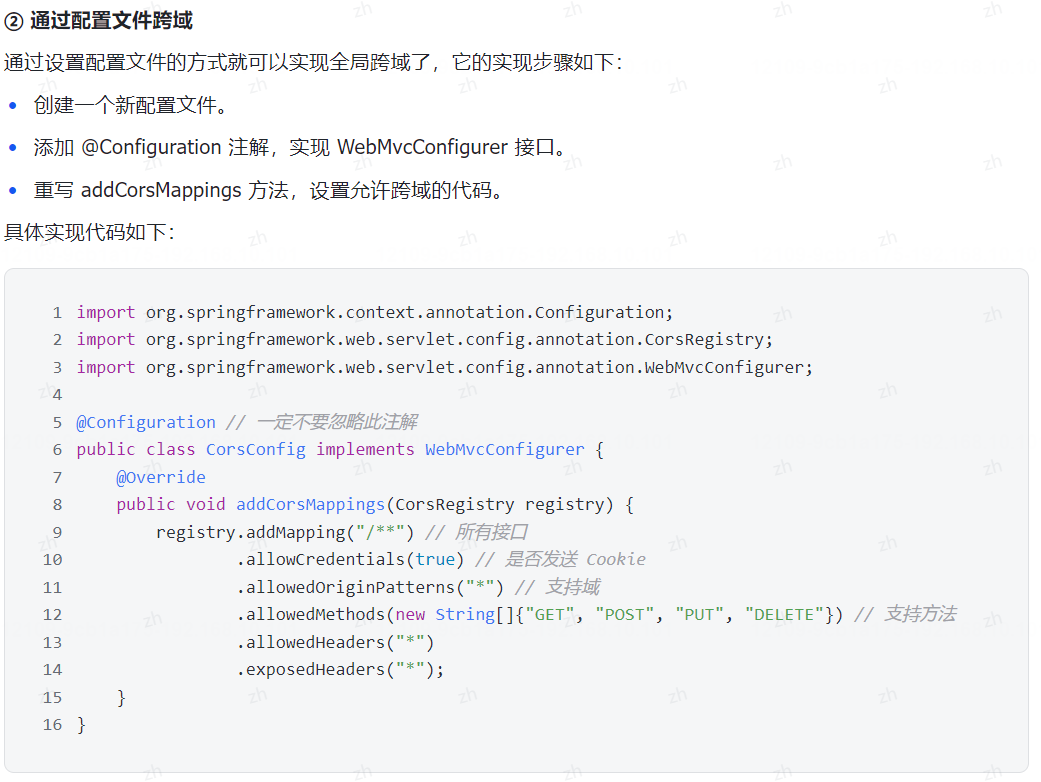 ② 通过配置文件跨域
通过设置配置文件的方式就可以实现全局跨域了，它的实现步骤如下：
• 创建一个新配置文件。
• 添加 @Configuration 注解，实现 WebMvcConfigurer 接口。
• 重写 addCorsMappings 方法，设置允许跨域的代码。
具体实现代码如下：
1 import org.springframework.context.annotation.Configuration;
2 import org.springframework.web.servlet.config.annotation.CorsRegistry;
3 import org.springframework.web.servlet.config.annotation.WebMvcConfigurer;
4
5 @Configuration // 一定不要忽略此注解
6 public class CorsConfig implements WebMvcConfigurer {
7     @Override
8     public void addCorsMappings(CorsRegistry registry) {
9         registry.addMapping("/**") // 所有接口
10                 .allowCredentials(true) // 是否发送 Cookie
11                 .allowedOriginPatterns("*") // 支持域
12                 .allowedMethods(new String[]{"GET", "POST", "PUT", "DELETE"}) // 支持方法
13                 .allowedHeaders("*")
14                 .exposedHeaders("*");
15     }
16 }